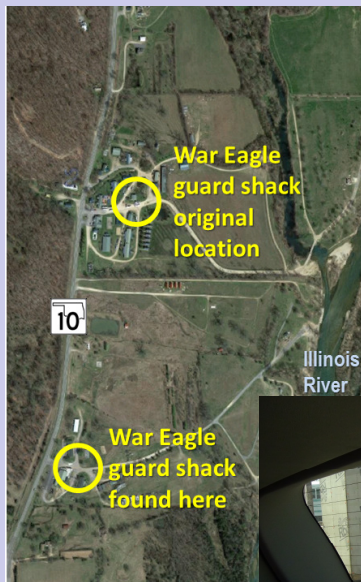 War Eagle
guard shack
original
location
10
Illinois
River
War Eagle
guard shack
found here